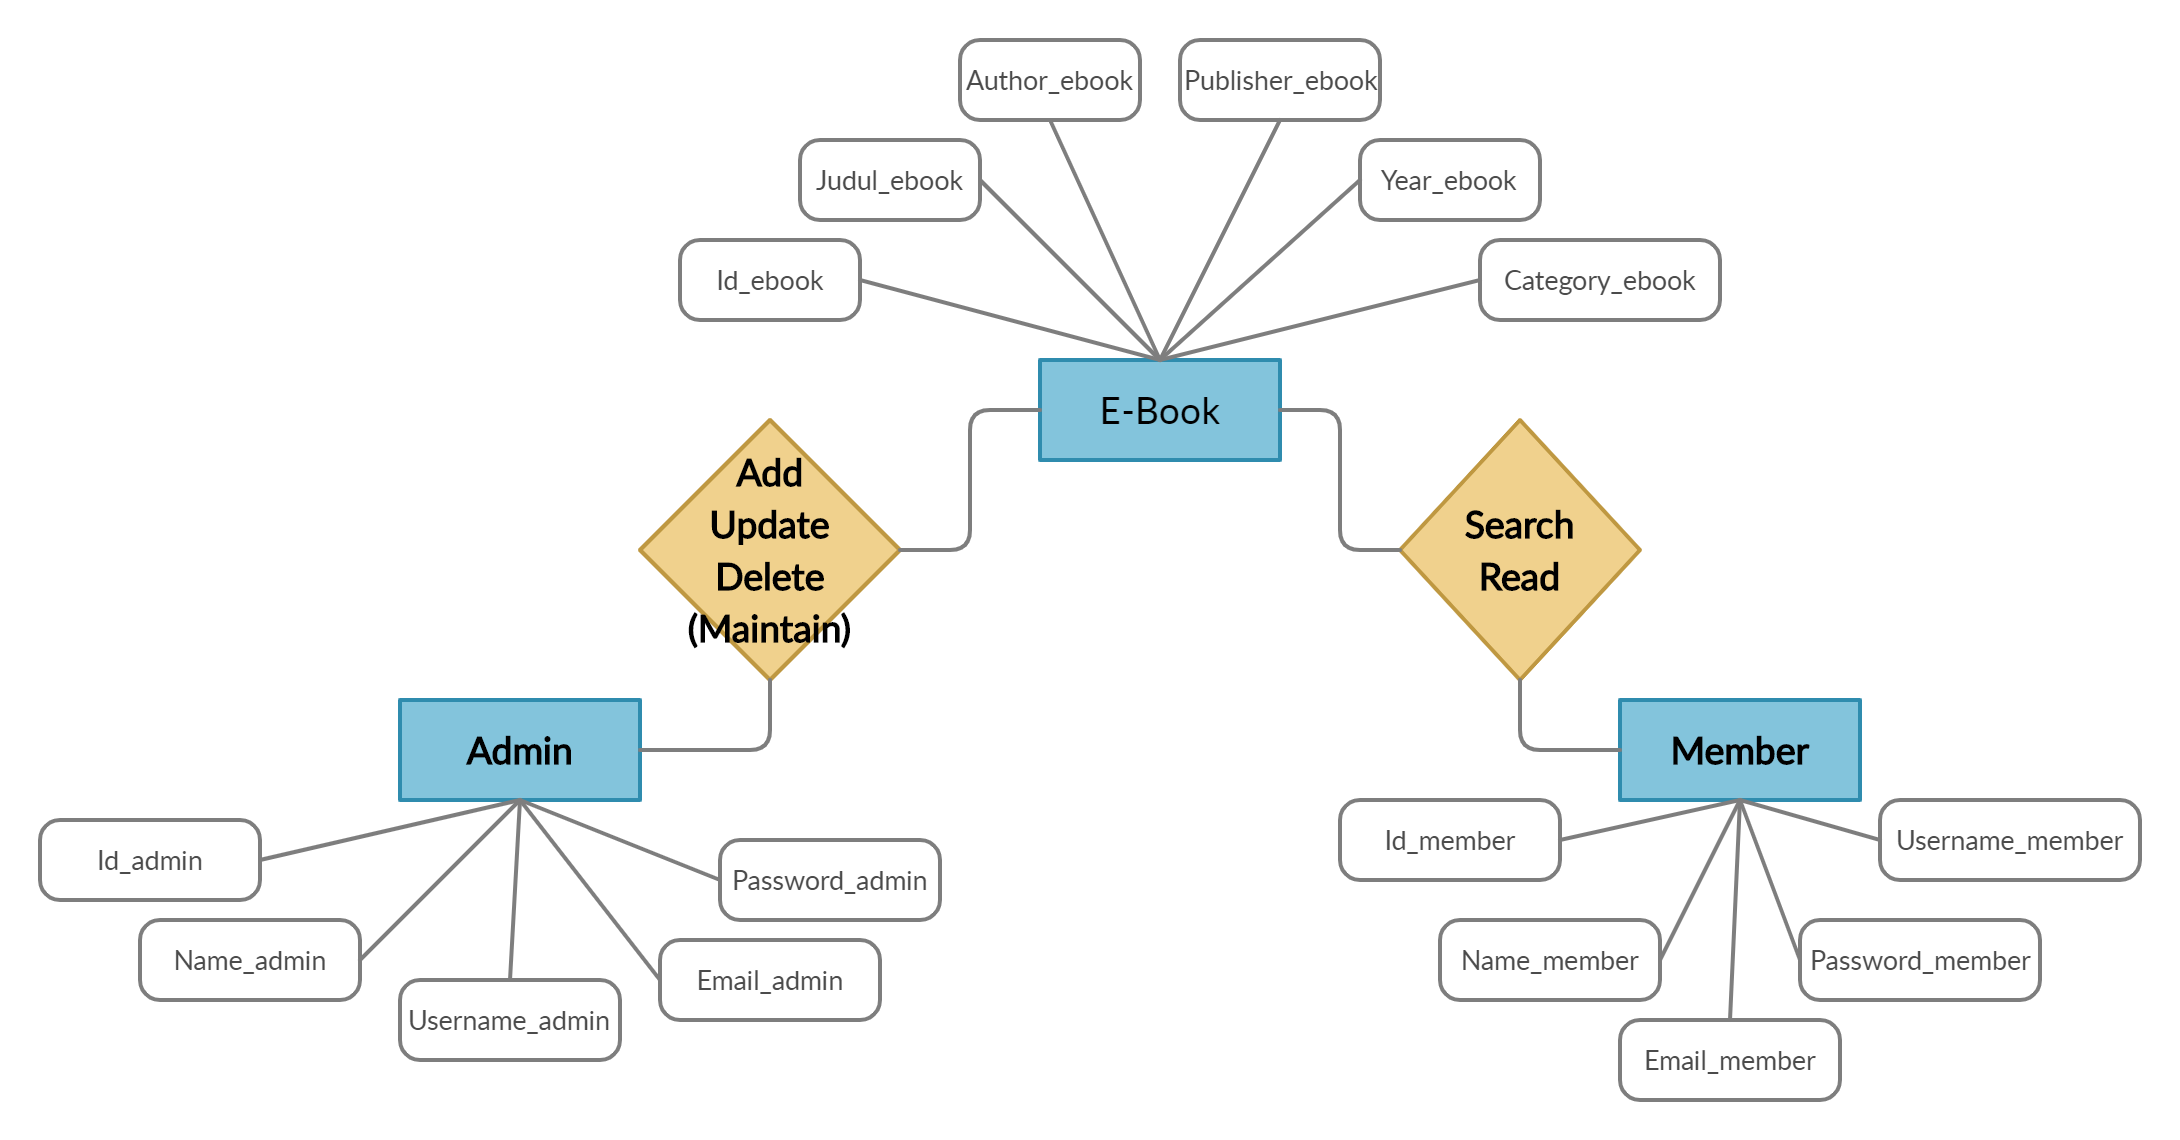 Author_ebook
Publisher_ebook
Judul_ebook
Year_ebook
Id_ebook
Category_ebook
E-Book
Add
Update
Delete
(Maintain)
Search
Read
Admin
Member
Id_admin
Password_admin
Name_admin
Email_admin
Username_admin
Id_member
Username_member
Name_member
Password_member
Email_member